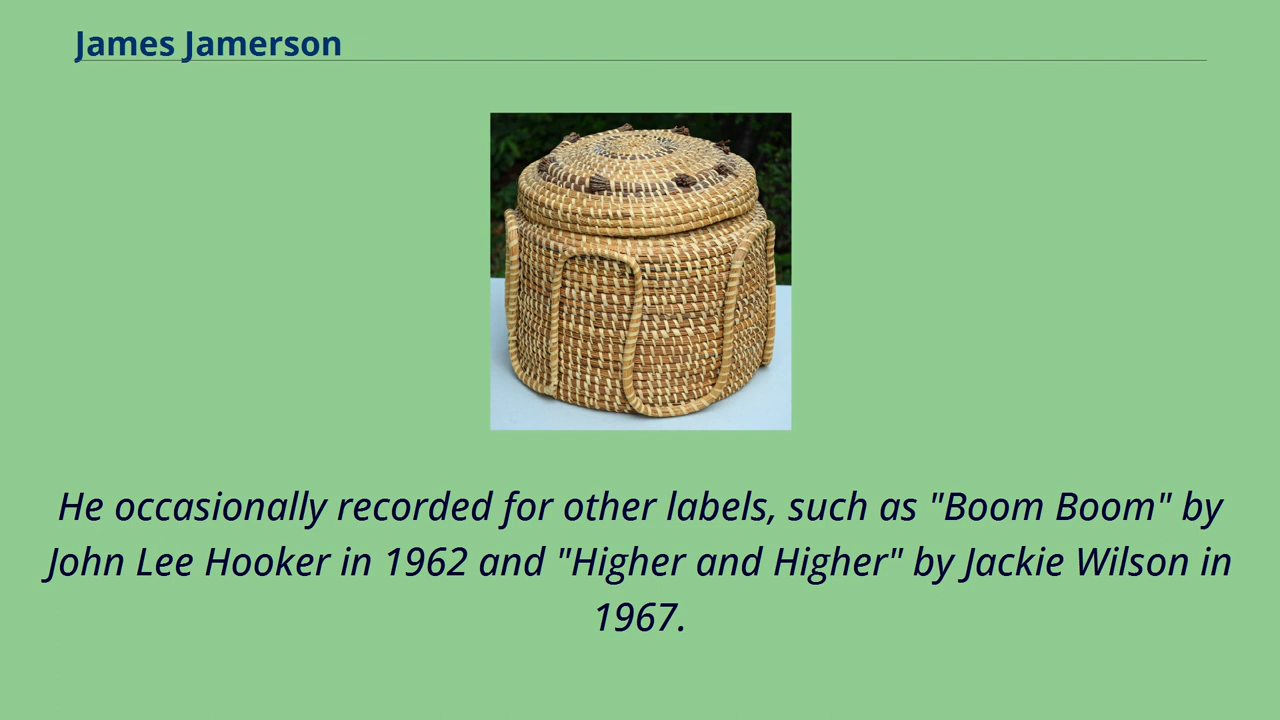 James Jamerson
He occasionally recorded for other labels, such as "Boom Boom" by
John Lee Hooker in 1962 and "Higher and Higher" by Jackie Wilson in
1967.